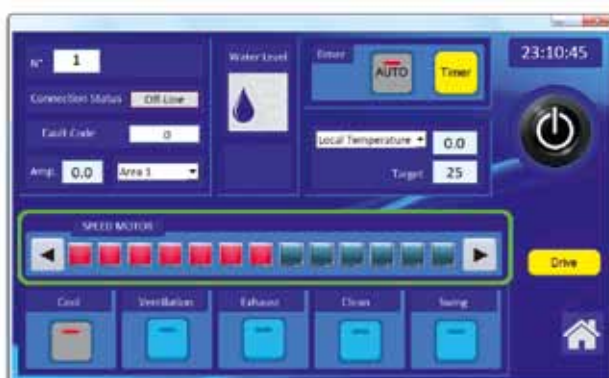 N° 1
Connection Status Off-Line
Fault Code 0
Amp. 0.0 Area 1
Water Level
Timer
AUTO
Timer
Local Temperature 0.0
Target 25
23:10:45
SPEED MOTOR
Drive
Cool
Ventilation
Exhaust
Clean
Swing